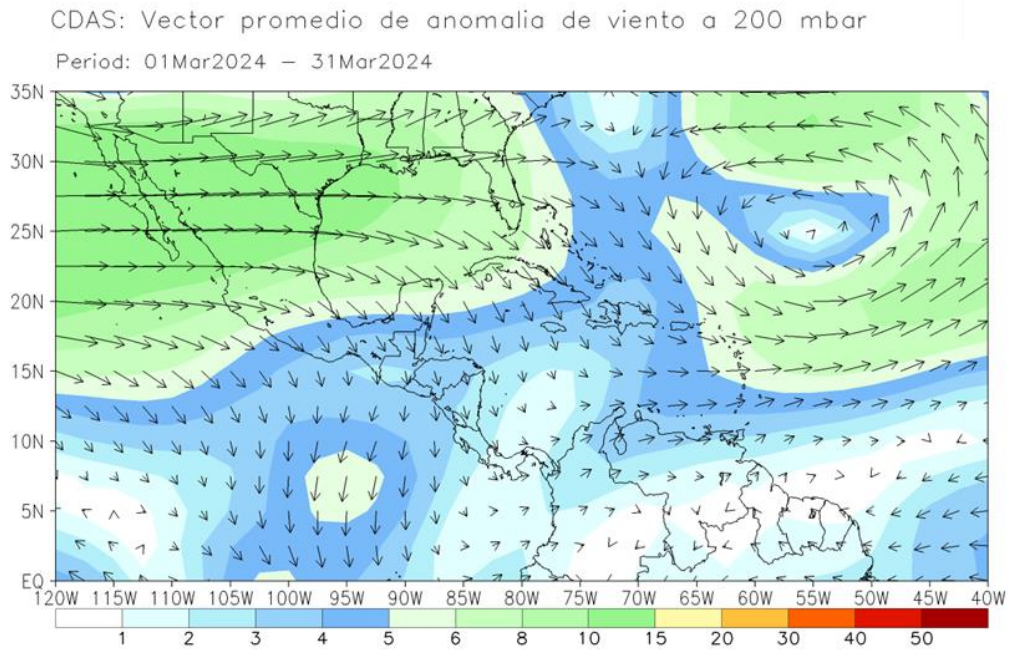 CDAS: Vector promedio de anomalia de viento a 200 mbar
Period: 01Mar2024 – 31Mar2024
35N
30N
25N
20N
15N
10N
5N
EQ
120W 115W 110W 105W 100W 95W 90W 85W 80W 75W 70W 65W 60W 55W 50W 45W 40W
1 2 3 4 5 6 8 10 15 20 30 40 50